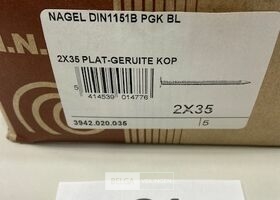 NAGEL DIN1151B PGK BL
2X35 PLAT-GERUITE KOP
5 414539 014776
2X35
3942.020.035
5
I.N.